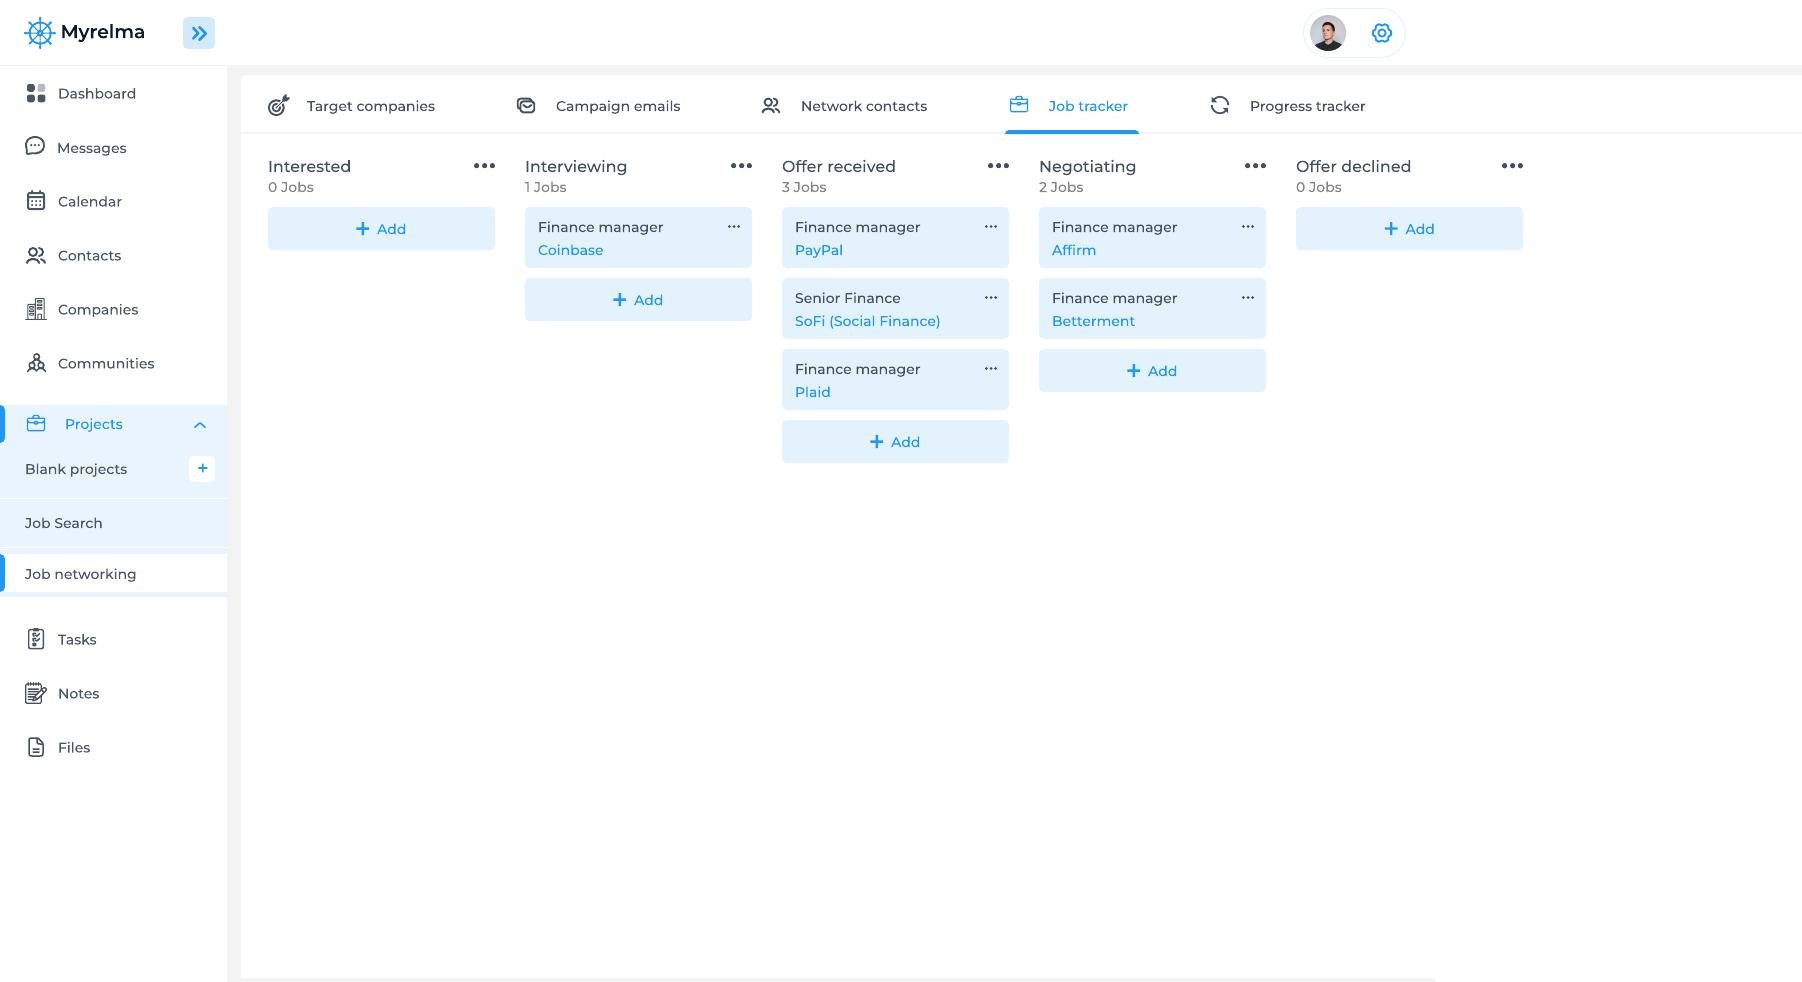 Myrelma
Dashboard
Messages
Calendar
Contacts
Companies
Communities
Projects
Blank projects
Job Search
Job networking
Tasks
Notes
Files
Target companies
Campaign emails
Network contacts
Job tracker
Progress tracker
Interested
0 Jobs
+ Add
Interviewing
1 Jobs
Finance manager
Coinbase
+ Add
Offer received
3 Jobs
Finance manager
PayPal
Senior Finance
SoFi (Social Finance)
Finance manager
Plaid
+ Add
Negotiating
2 Jobs
Finance manager
Affirm
Finance manager
Betterment
+ Add
Offer declined
0 Jobs
+ Add